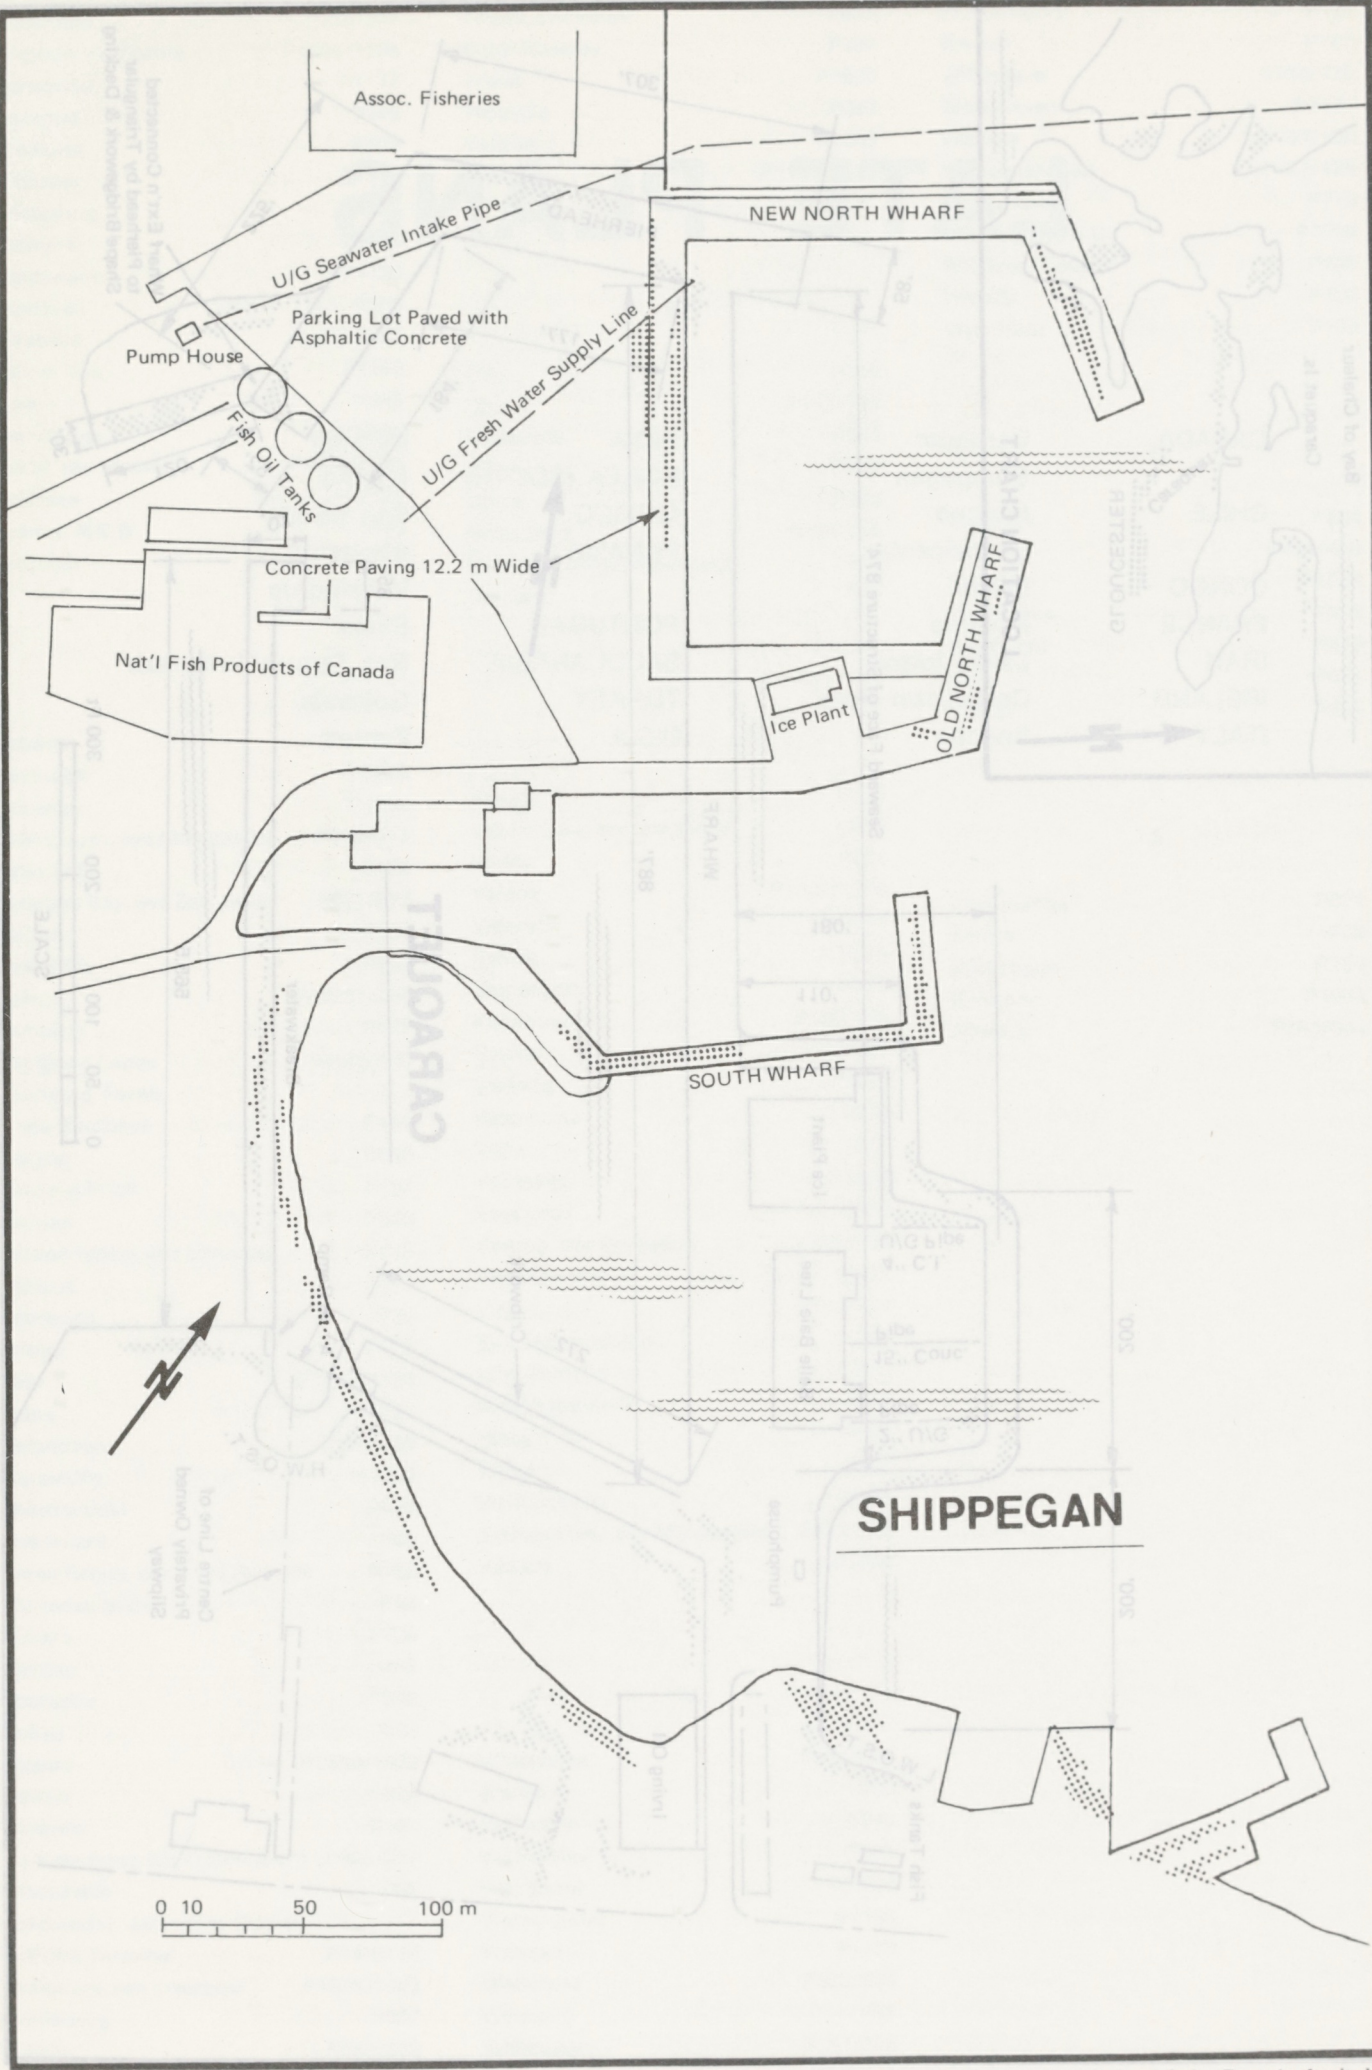 Assoc. Fisheries
NEW NORTH WHARF
U/G Seawater Intake Pipe
Parking Lot Paved with
Asphaltic Concrete
Pump House
U/G Fresh Water Supply Line
Fish Oil Tanks
Concrete Paving 12.2 m Wide
OLD NORTH WHARF
Nat'l Fish Products of Canada
Ice Plant
SOUTH WHARF
N
SHIPPEGAN
0 10 50 100 m